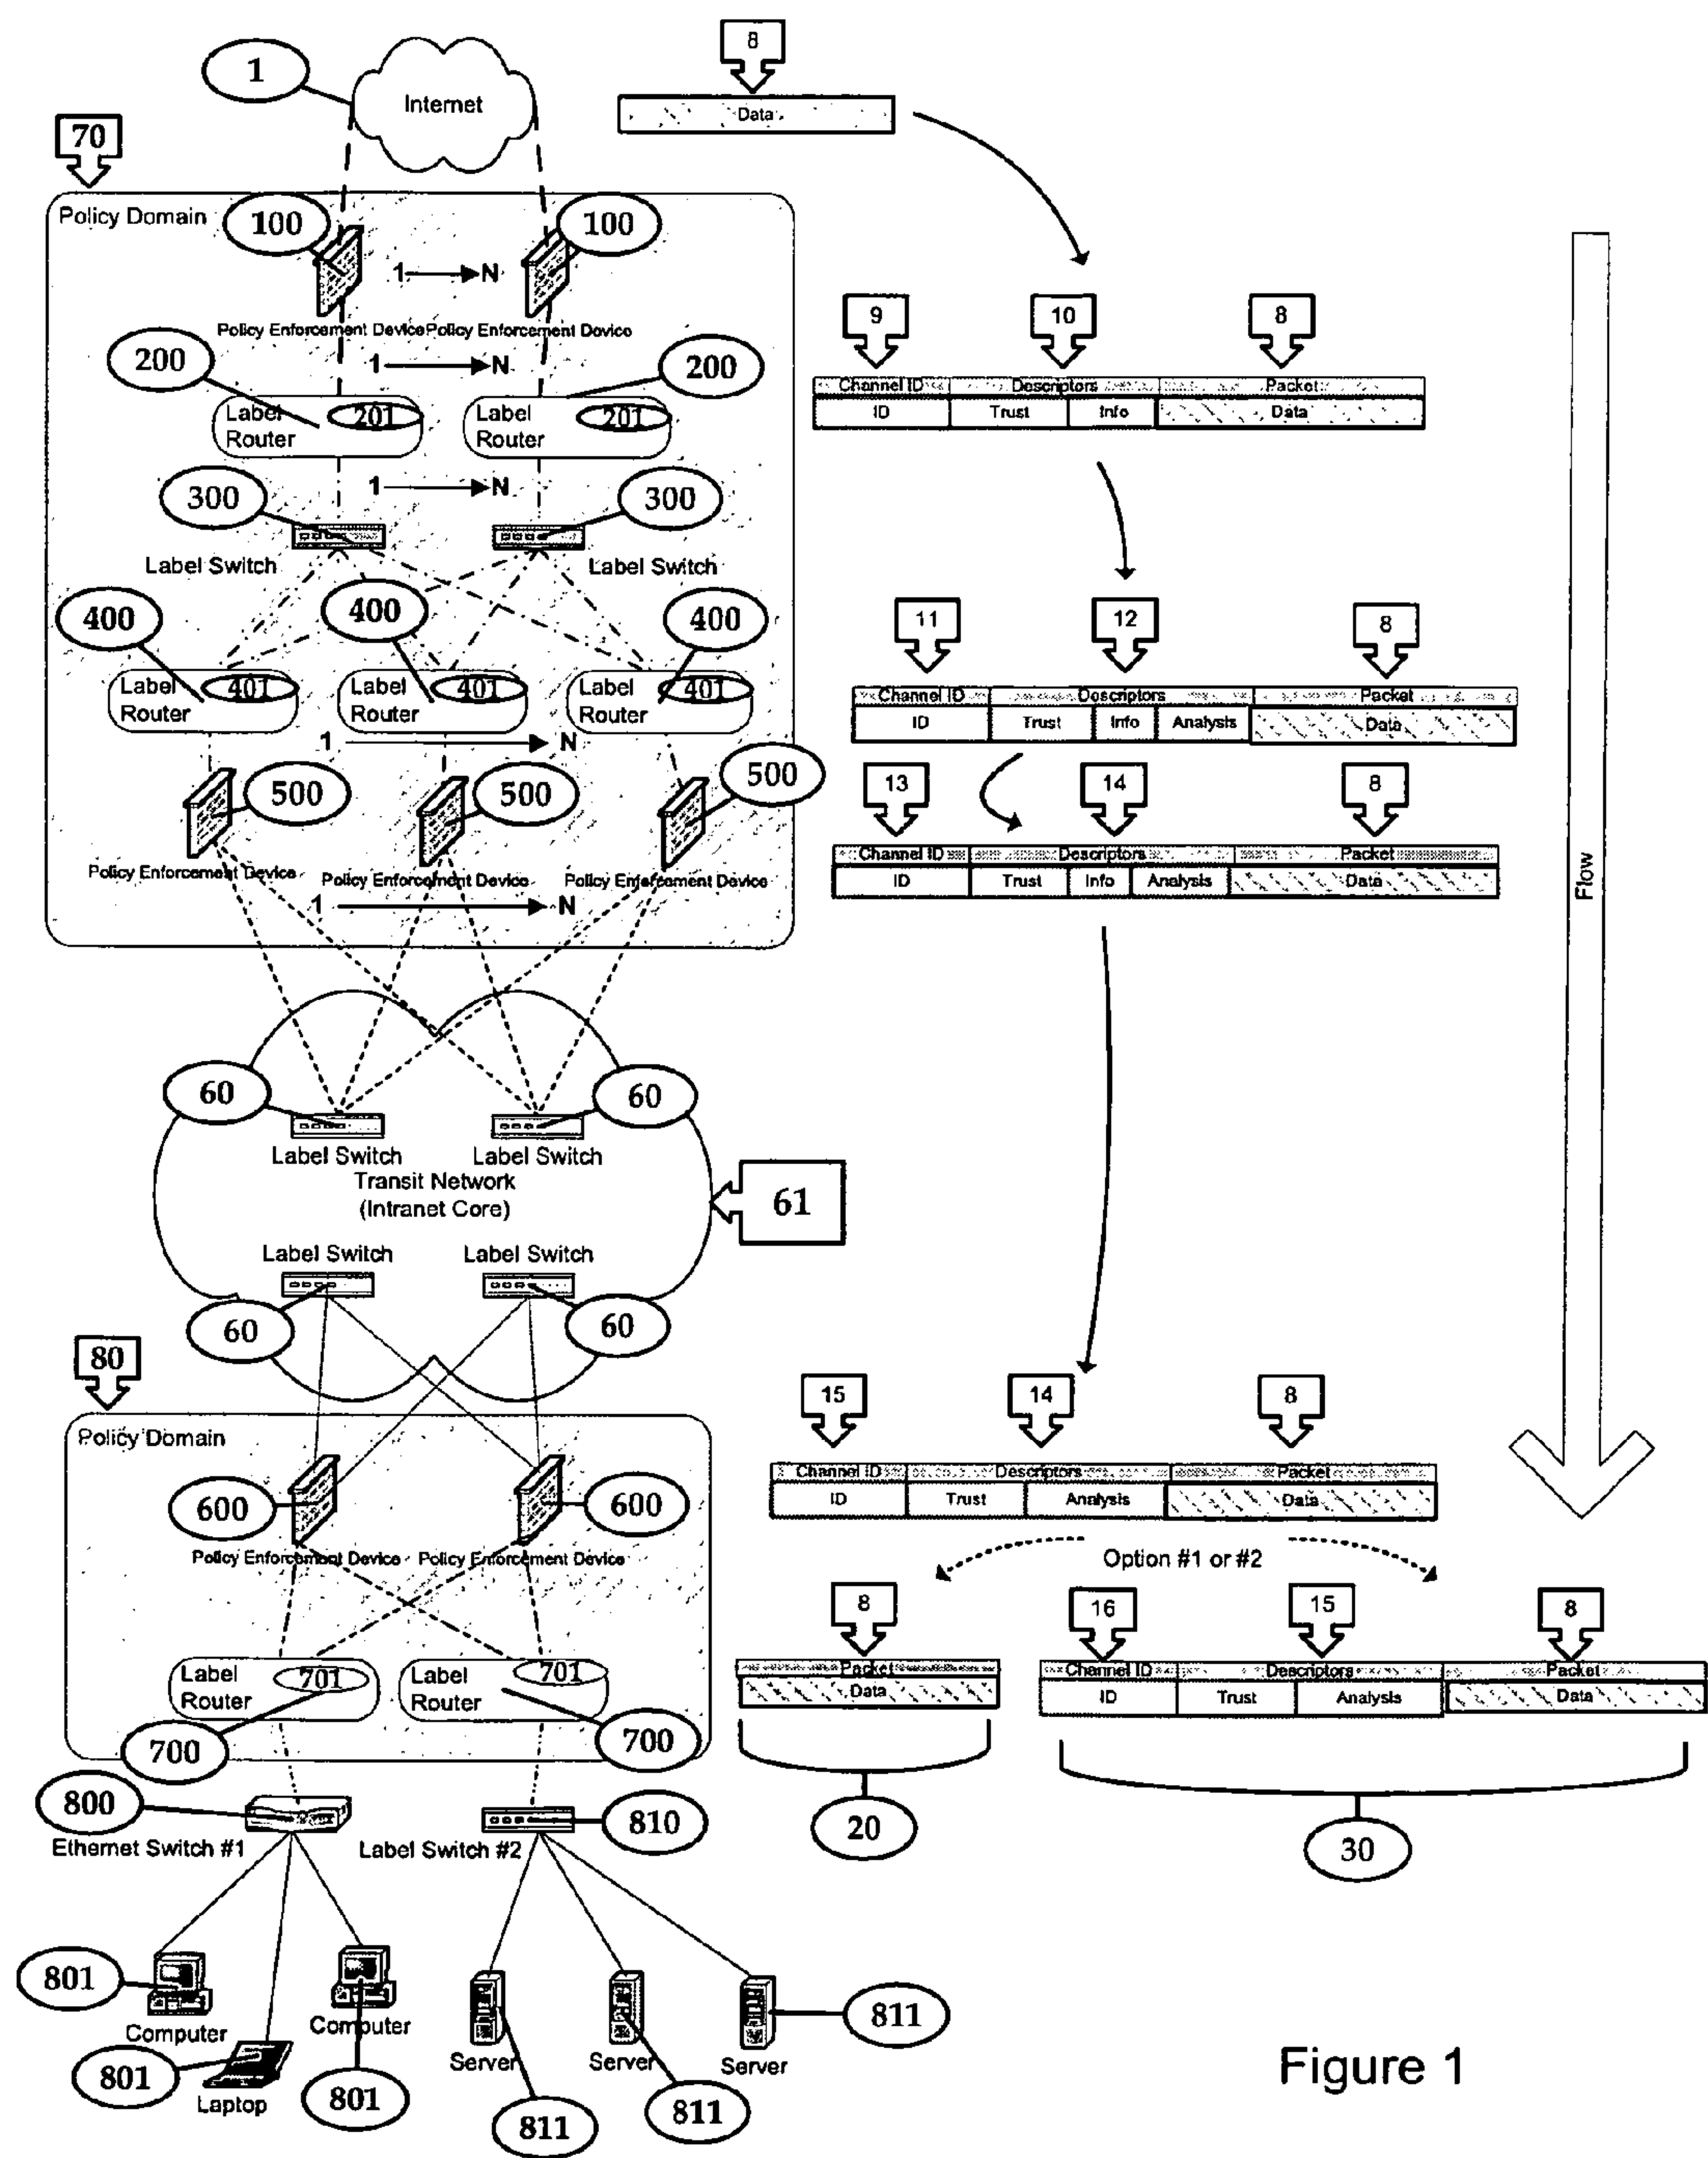 1
Internet
8
Data
70
Policy Domain
100
100
1 N
Policy Enforcement Device Policy Enforcement Device
200
1 N
200
Label Router
201
Label Router
201
9
10
8
Channel ID Descriptors Packet
ID Trust Info Data
300
1 N
300
Label Switch
Label Switch
400
400
400
Label Router
401
Label Router
401
Label Router
401
1 N
11
12
8
Channel ID Descriptors Packet
ID Trust Info Analysis Data
500
500
500
Policy Enforcement Device
Policy Enforcement Device
Policy Enforcement Device
1 N
13
14
8
Channel ID Descriptors Packet
ID Trust Info Analysis Data
Flow
60
60
Label Switch
Label Switch
Transit Network
(Intranet Core)
61
Label Switch
Label Switch
60
60
80
Policy Domain
600
600
Policy Enforcement Device
Policy Enforcement Device
15
14
8
Channel ID Descriptors Packet
ID Trust Analysis Data
Option #1 or #2
8
Packet
Data
20
16
15
8
Channel ID Descriptors Packet
ID Trust Analysis Data
30
Label Router
701
Label Router
701
700
700
800
Ethernet Switch #1
810
Label Switch #2
801
Computer
801
Laptop
Computer
801
Server
811
Server
811
Server
811
Figure 1